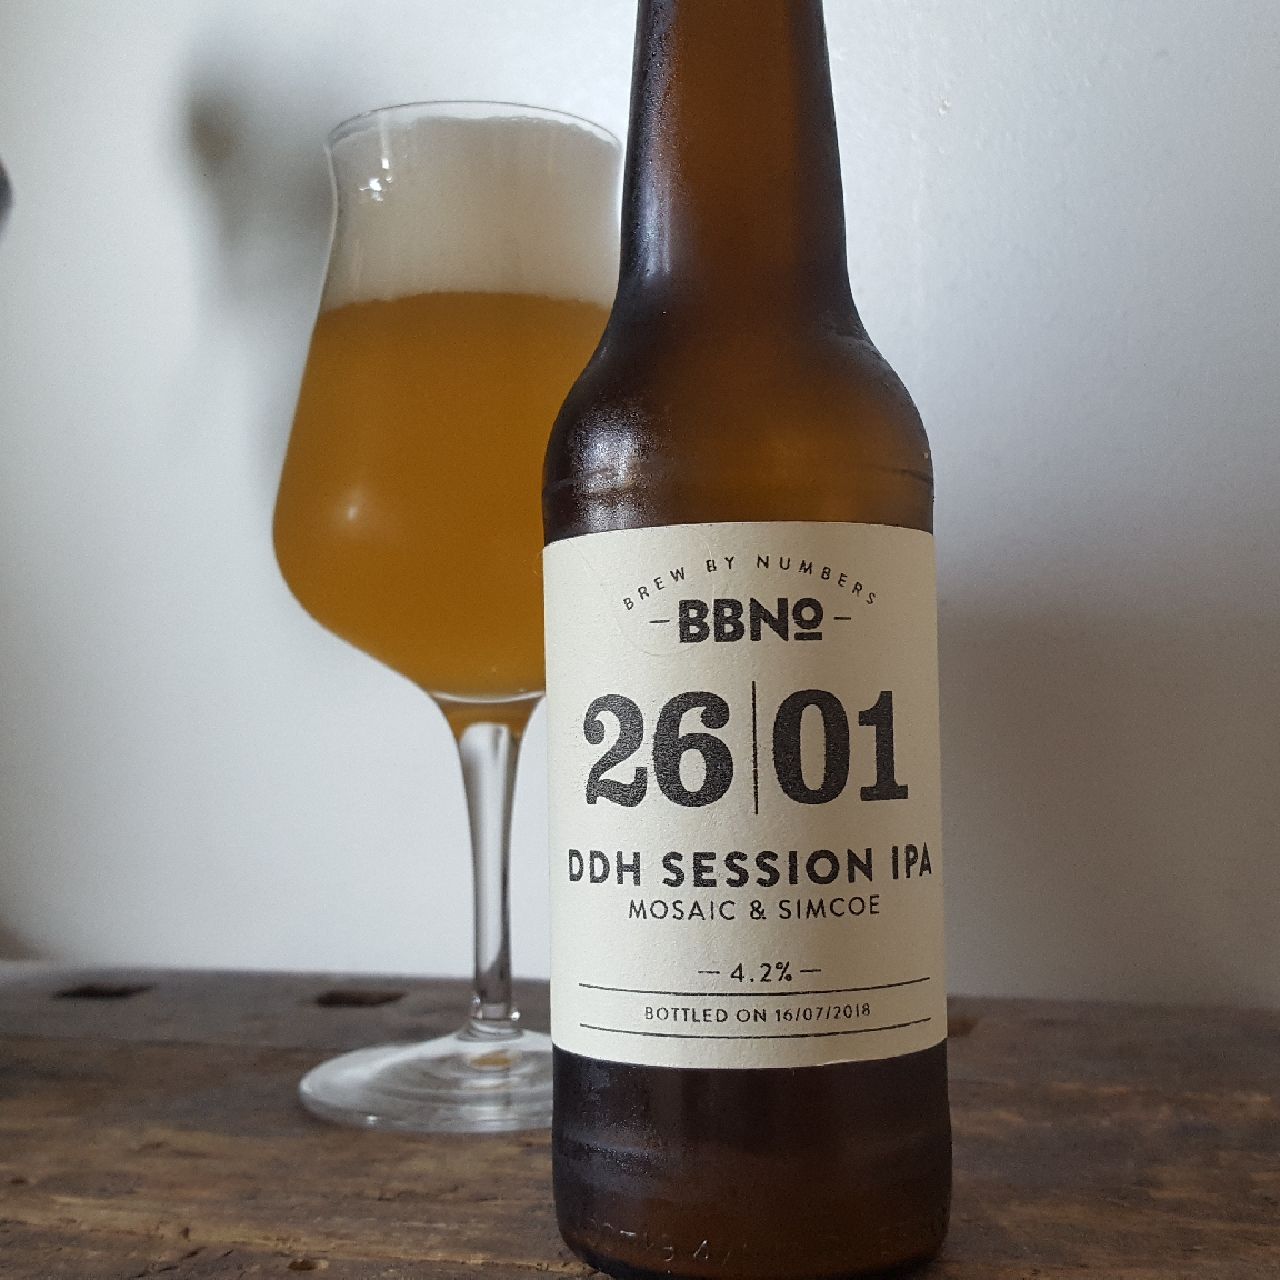 BREW BY NUMBERS
—BBNo—
26|01
DDH SESSION IPA
MOSAIC & SIMCOE
— 4.2% —
BOTTLED ON 16/07/2018